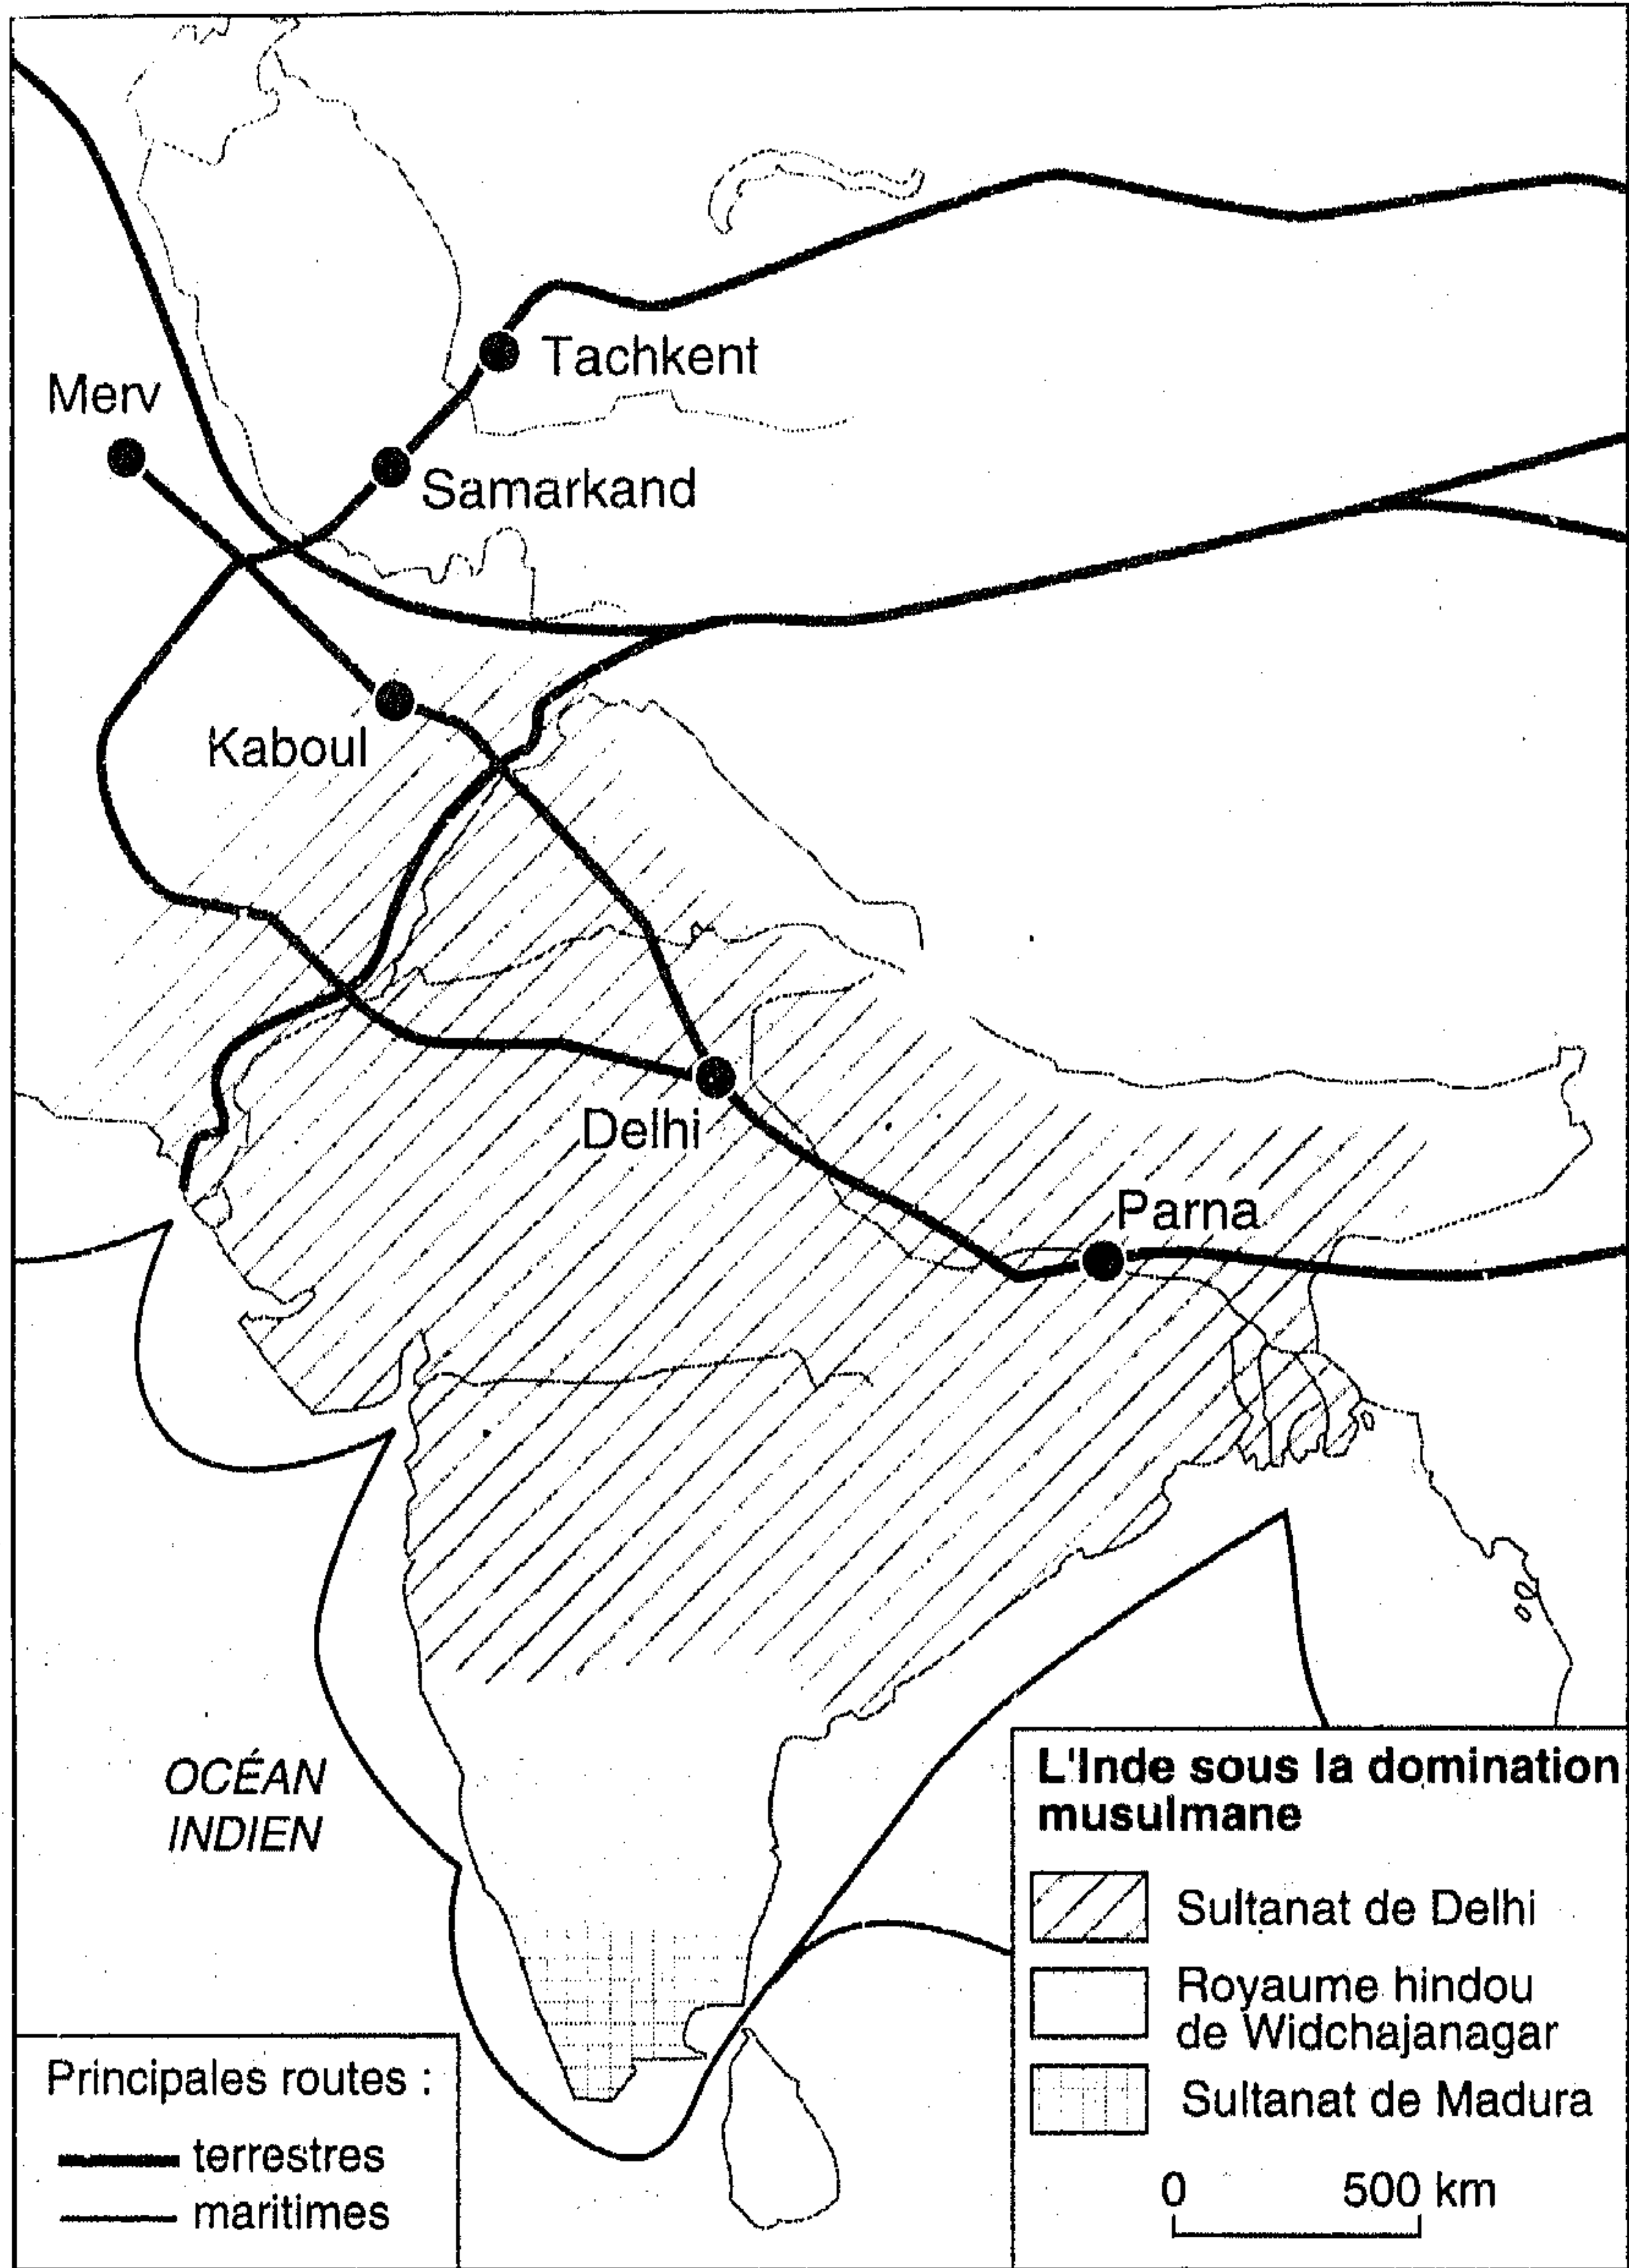 Tachkent
Merv
Samarkand
Kaboul
Delhi
Parna
OCÉAN
INDIEN
L'Inde sous la domination
musulmane
Sultanat de Delhi
Royaume hindou
de Widchajanagar
Sultanat de Madura
0 500 km
Principales routes :
terrestres
maritimes